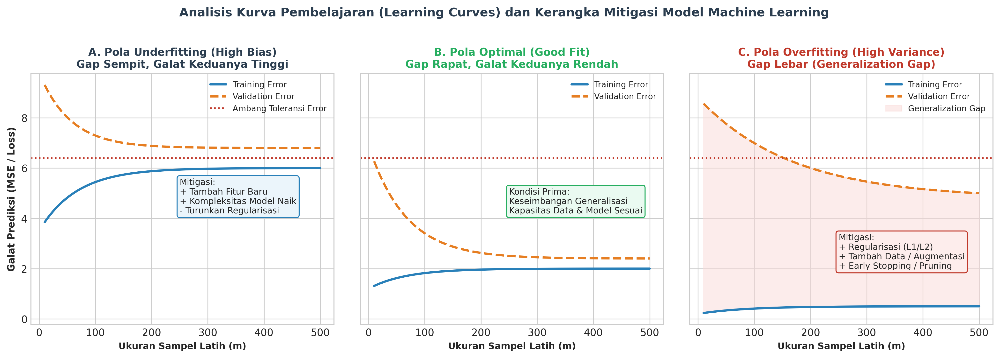 Analisis Kurva Pembelajaran (Learning Curves) dan Kerangka Mitigasi Model Machine Learning
A. Pola Underfitting (High Bias)
Gap Sempit, Galat Keduanya Tinggi
Training Error
Validation Error
Ambang Toleransi Error
Mitigasi:
+ Tambah Fitur Baru
+ Kompleksitas Model Naik
- Turunkan Regularisasi
Galat Prediksi (MSE / Loss)
8
6
4
2
0
0 100 200 300 400 500
Ukuran Sampel Latih (m)
B. Pola Optimal (Good Fit)
Gap Rapat, Galat Keduanya Rendah
Training Error
Validation Error
Kondisi Prima:
Keseimbangan Generalisasi
Kapasitas Data & Model Sesuai
0 100 200 300 400 500
Ukuran Sampel Latih (m)
C. Pola Overfitting (High Variance)
Gap Lebar (Generalization Gap)
Training Error
Validation Error
Generalization Gap
Mitigasi:
+ Regularisasi (L1/L2)
+ Tambah Data / Augmentasi
+ Early Stopping / Pruning
0 100 200 300 400 500
Ukuran Sampel Latih (m)